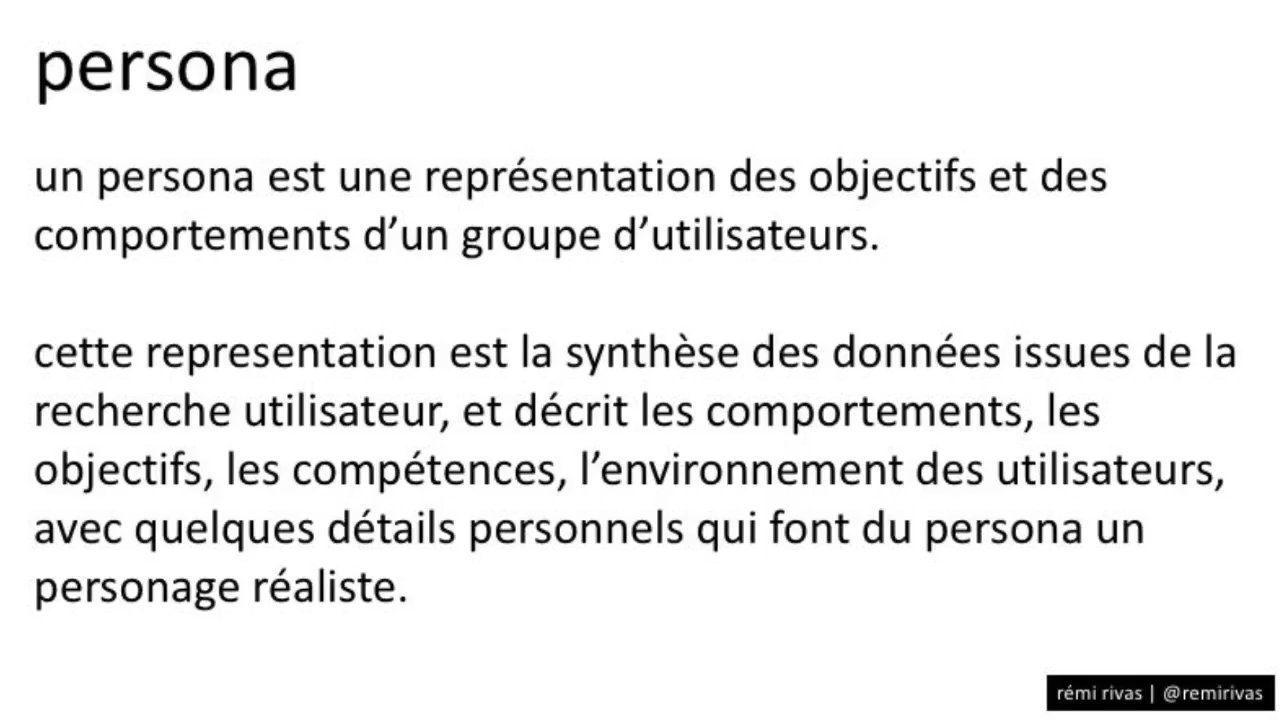 persona
un persona est une représentation des objectifs et des
comportements d’un groupe d’utilisateurs.
cette representation est la synthèse des données issues de la
recherche utilisateur, et décrit les comportements, les
objectifs, les compétences, l’environnement des utilisateurs,
avec quelques détails personnels qui font du persona un
personage réaliste.
rémi rivas | @remirivas